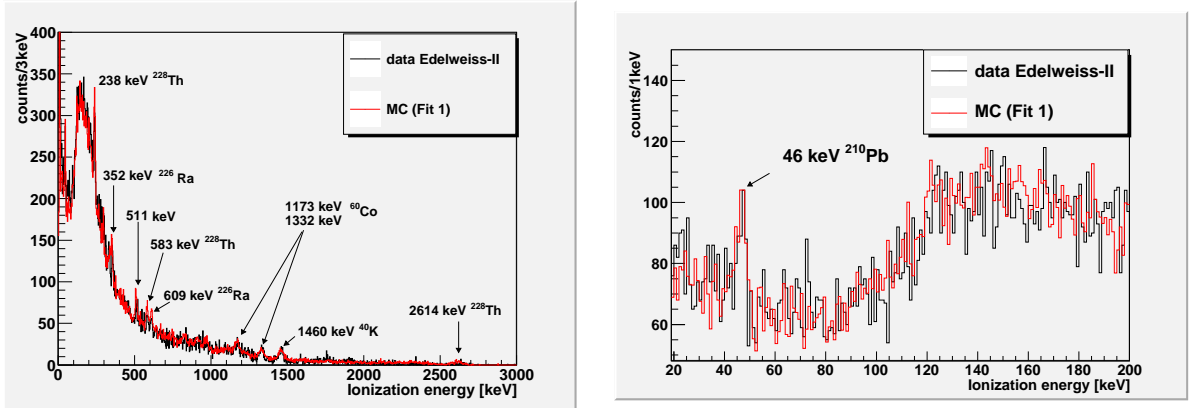 counts/3keV
400
350
300
250
200
150
100
50
0
data Edelweiss-II
MC (Fit 1)
238 keV ²²⁸Th
352 keV ²²⁶Ra
511 keV
583 keV ²²⁸Th
609 keV ²²⁶Ra
1173 keV ⁶⁰Co
1332 keV
1460 keV ⁴⁰K
2614 keV ²²⁸Th
0 500 1000 1500 2000 2500 3000
Ionization energy [keV]
counts/1keV
140
120
100
80
60
data Edelweiss-II
MC (Fit 1)
46 keV ²¹⁰Pb
20 40 60 80 100 120 140 160 180 200
Ionization energy [keV]